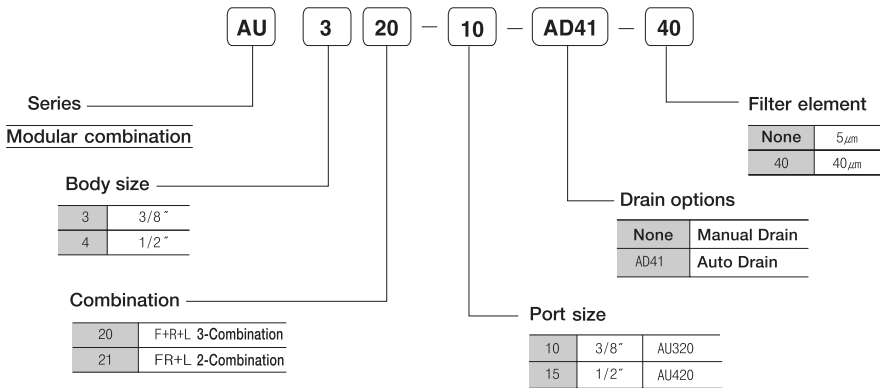 AU 3 20 — 10 — AD41 — 40
Series
Modular combination
Filter element
None 5㎛
40 40㎛
Body size
3 3/8˝
4 1/2˝
Drain options
None Manual Drain
AD41 Auto Drain
Combination
20 F+R+L 3-Combination
21 FR+L 2-Combination
Port size
10 3/8˝ AU320
15 1/2˝ AU420